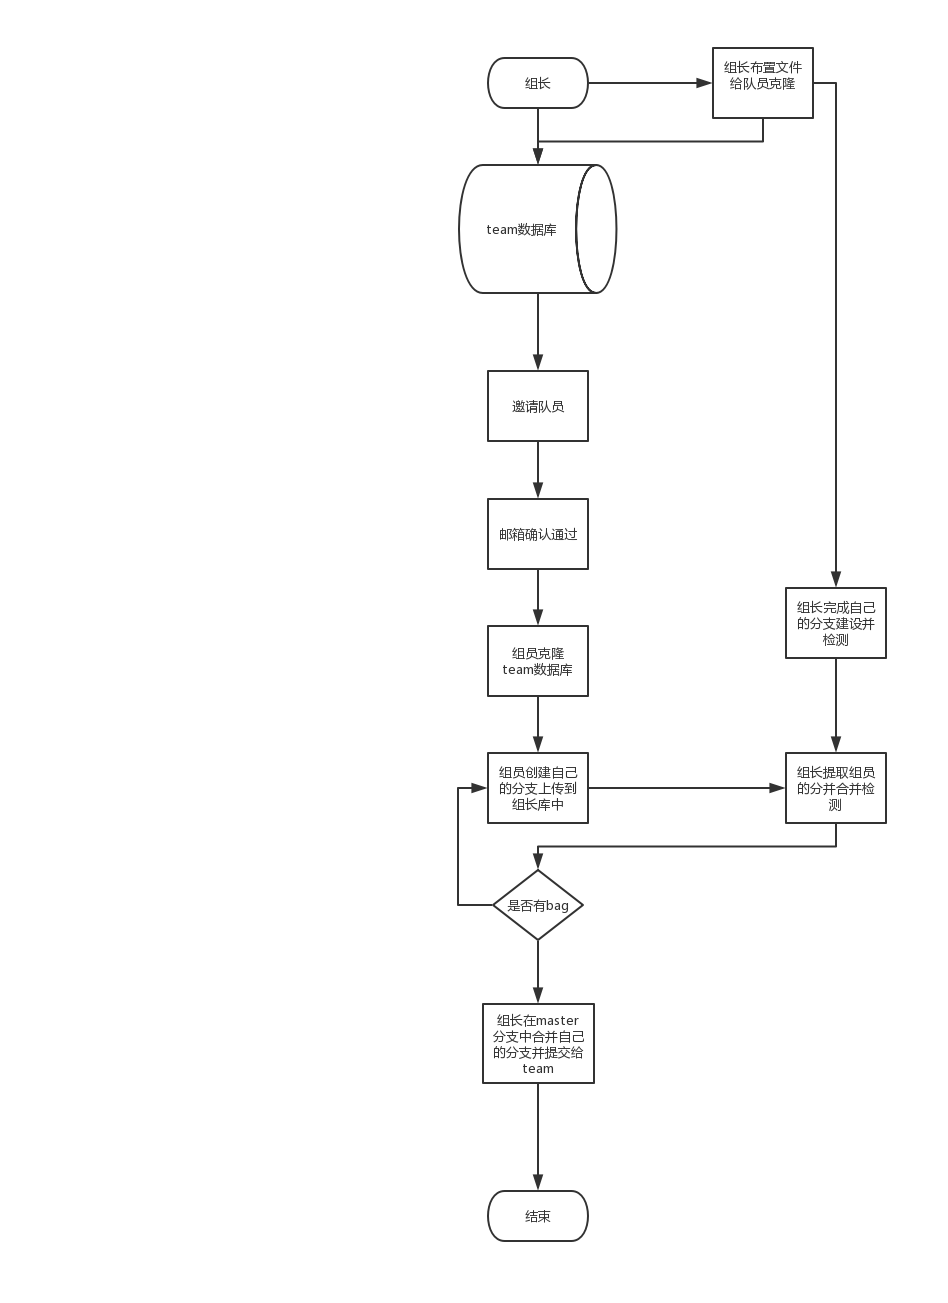 组长
组长布置文件
给队员克隆
team数据库
邀请队员
邮箱确认通过
组长完成自己
的分支建设并
检测
组员克隆
team数据库
组员创建自己
的分支上传到
组长库中
组长提取组员
的分并合并检
测
是否有bag
组长在master
分支中合并自己
的分支并提交给
team
结束